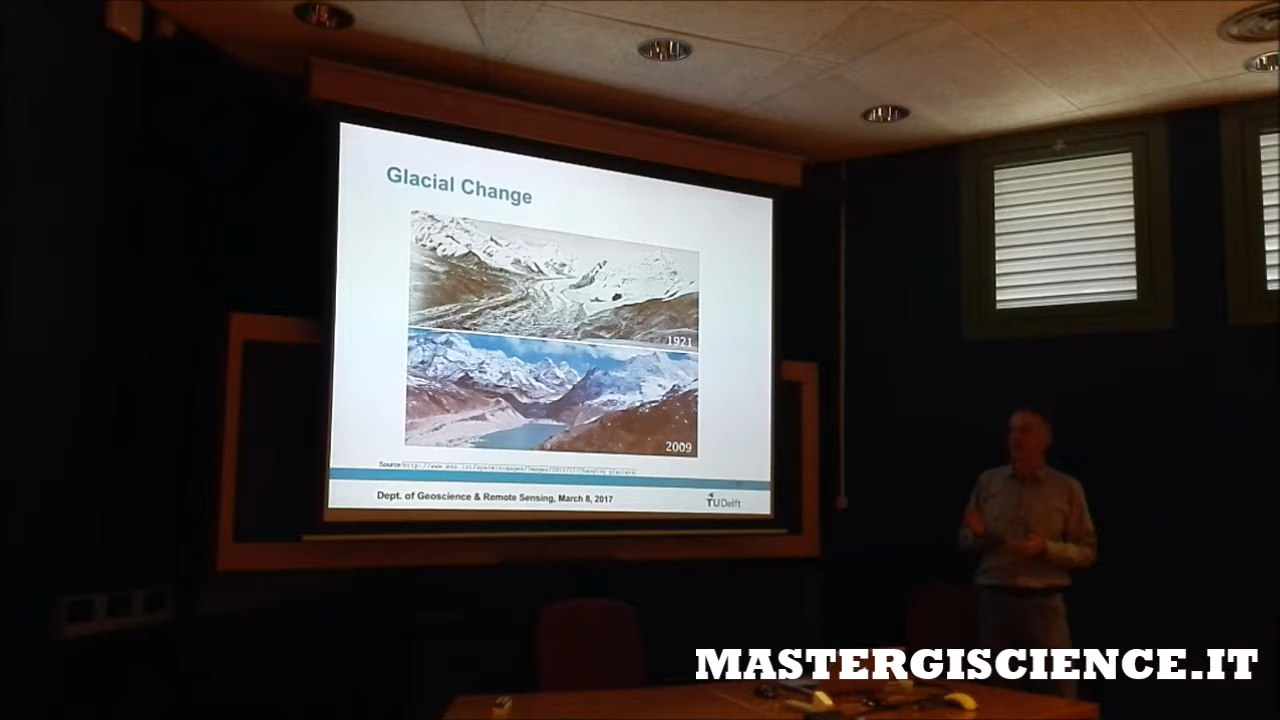 Glacial Change
1921
2009
Source:
Dept. of Geoscience & Remote Sensing, March 8, 2017
TUDelft
MASTERGISCIENCE.IT